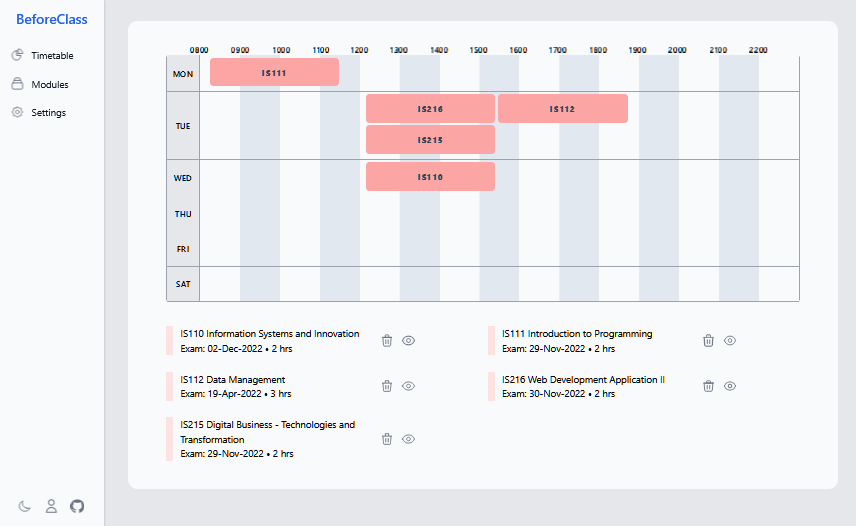 BeforeClass
Timetable
Modules
Settings
0800 0900 1000 1100 1200 1300 1400 1500 1600 1700 1800 1900 2000 2100 2200
MON
IS111
TUE
IS216
IS112
IS215
WED
IS110
THU
FRI
SAT
IS110 Information Systems and Innovation
Exam: 02-Dec-2022 • 2 hrs
IS111 Introduction to Programming
Exam: 29-Nov-2022 • 2 hrs
IS112 Data Management
Exam: 19-Apr-2022 • 3 hrs
IS216 Web Development Application II
Exam: 30-Nov-2022 • 2 hrs
IS215 Digital Business - Technologies and
Transformation
Exam: 29-Nov-2022 • 2 hrs